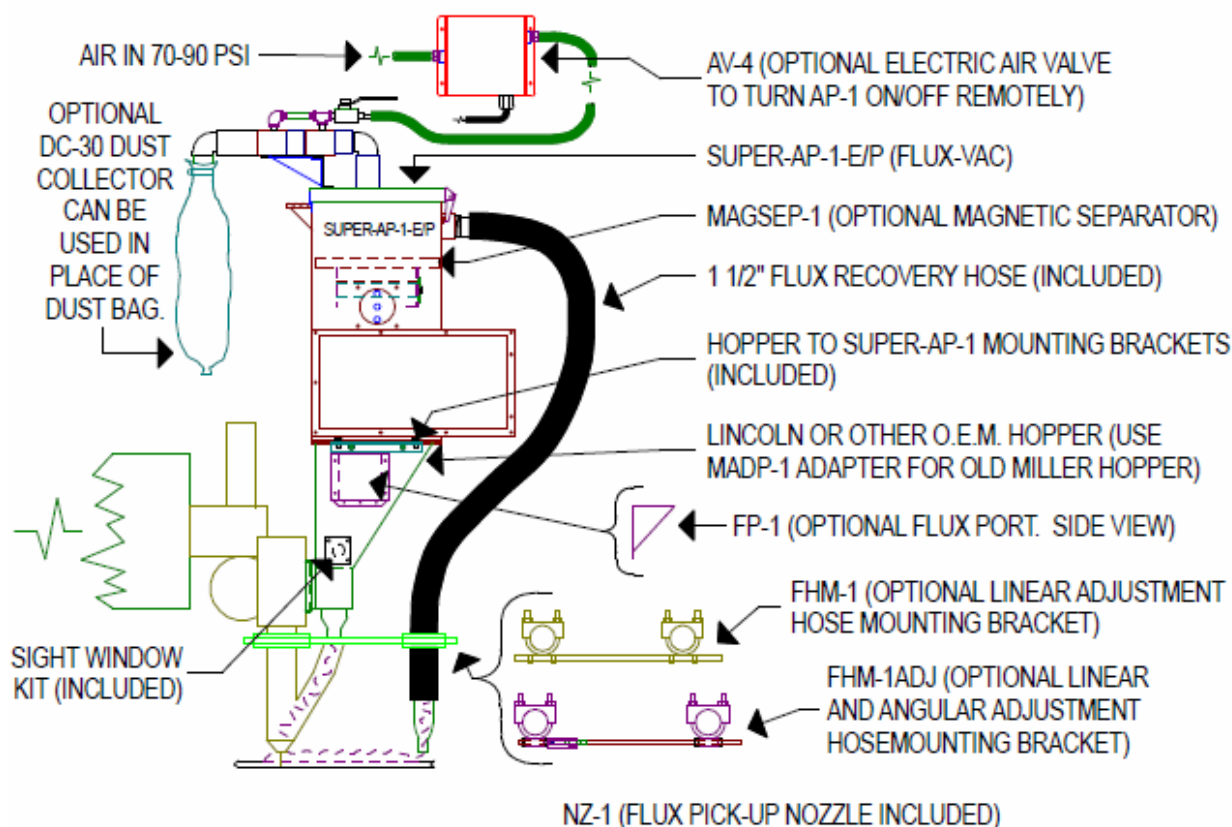 AIR IN 70-90 PSI
OPTIONAL
DC-30 DUST
COLLECTOR
CAN BE
USED IN
PLACE OF
DUST BAG.
AV-4 (OPTIONAL ELECTRIC AIR VALVE
TO TURN AP-1 ON/OFF REMOTELY)
SUPER-AP-1-E/P (FLUX-VAC)
SUPER-AP-1-E/P
MAGSEP-1 (OPTIONAL MAGNETIC SEPARATOR)
1 1/2" FLUX RECOVERY HOSE (INCLUDED)
HOPPER TO SUPER-AP-1 MOUNTING BRACKETS
(INCLUDED)
LINCOLN OR OTHER O.E.M. HOPPER (USE
MADP-1 ADAPTER FOR OLD MILLER HOPPER)
FP-1 (OPTIONAL FLUX PORT. SIDE VIEW)
FHM-1 (OPTIONAL LINEAR ADJUSTMENT
HOSE MOUNTING BRACKET)
SIGHT WINDOW
KIT (INCLUDED)
FHM-1ADJ (OPTIONAL LINEAR
AND ANGULAR ADJUSTMENT
HOSEMOUNTING BRACKET)
NZ-1 (FLUX PICK-UP NOZZLE INCLUDED)